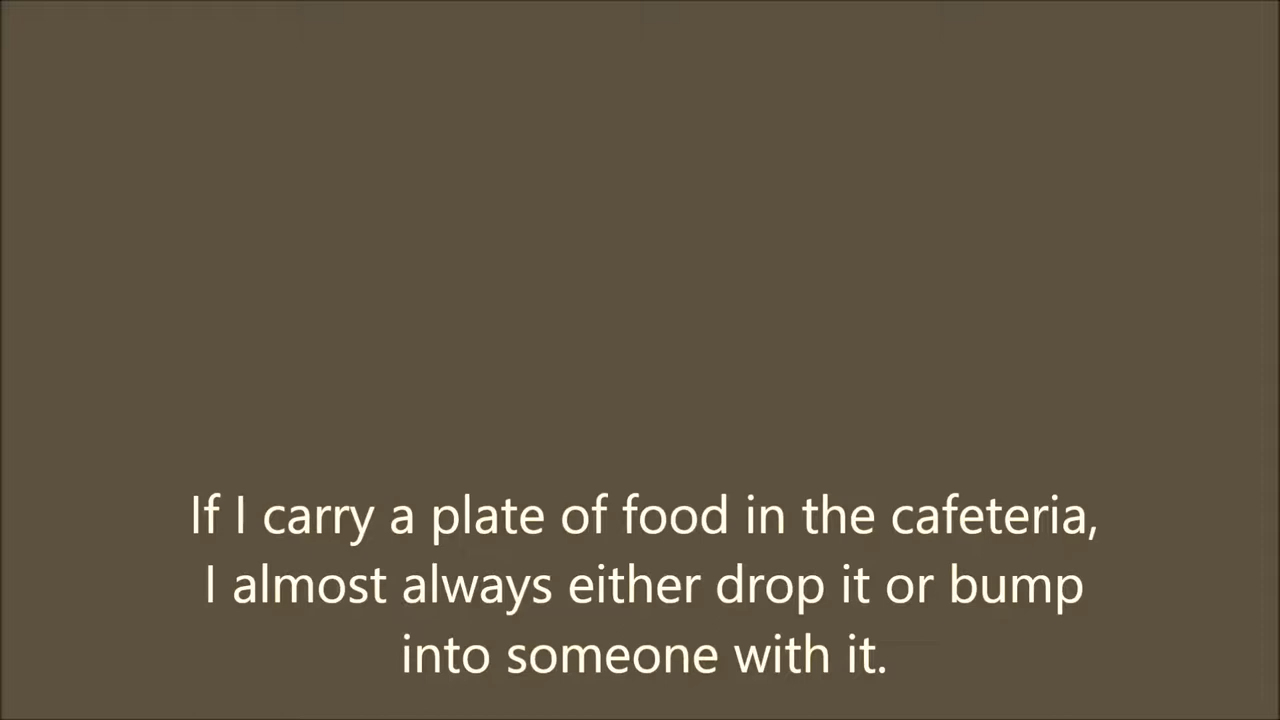 If I carry a plate of food in the cafeteria,
I almost always either drop it or bump
into someone with it.